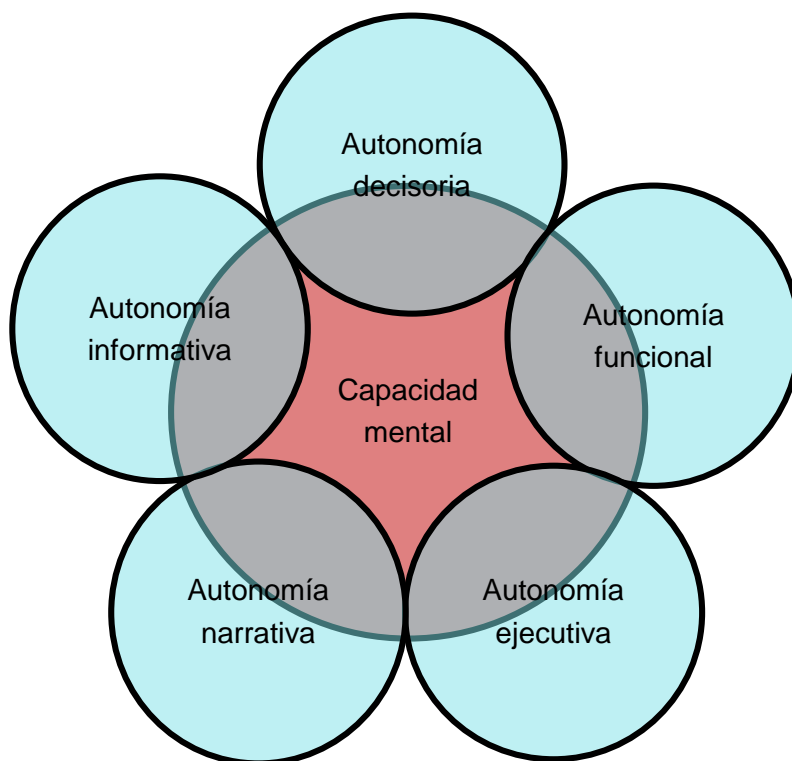 Autonomía
decisoria
Autonomía
informativa
Autonomía
funcional
Capacidad
mental
Autonomía
narrativa
Autonomía
ejecutiva